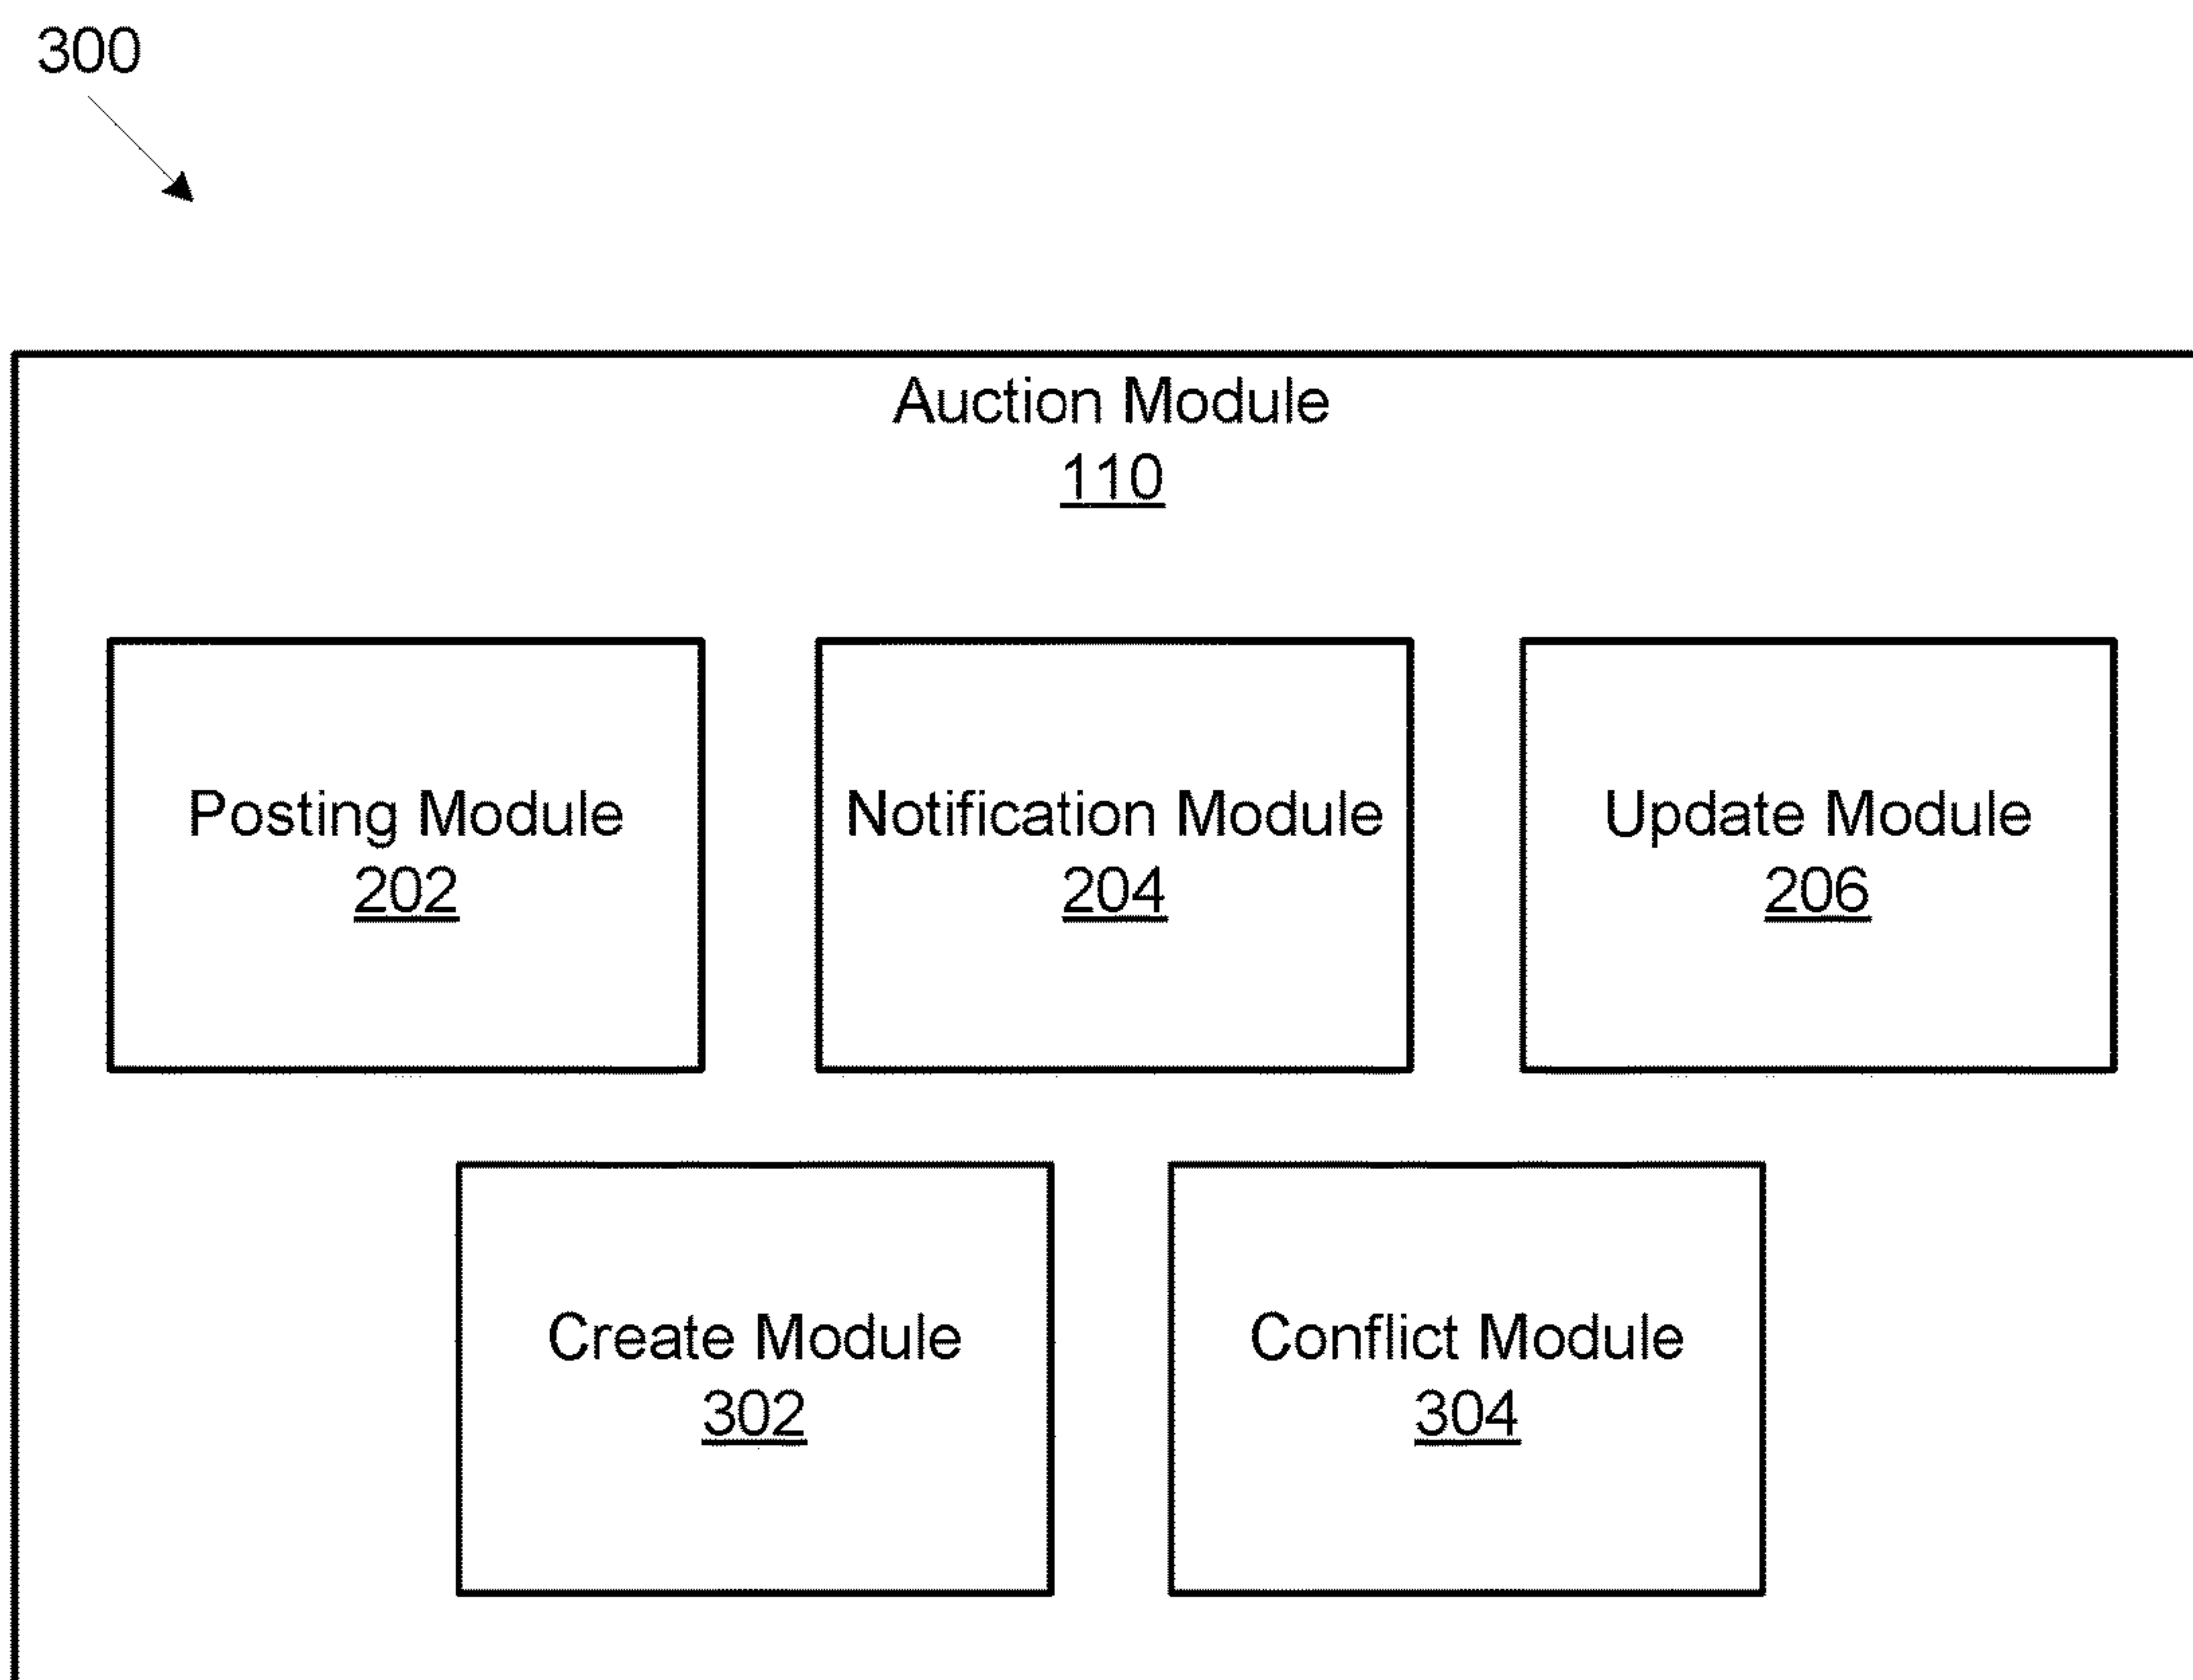 300
Auction Module
110
Posting Module
202
Notification Module
204
Update Module
206
Create Module
302
Conflict Module
304